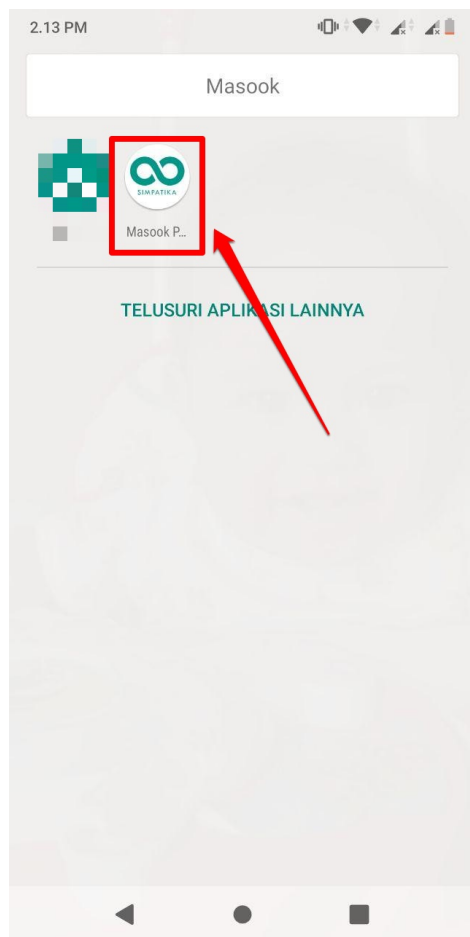 2.13 PM
Masook
SIMPATIKA
Masook P...
TELUSURI APLIKASI LAINNYA